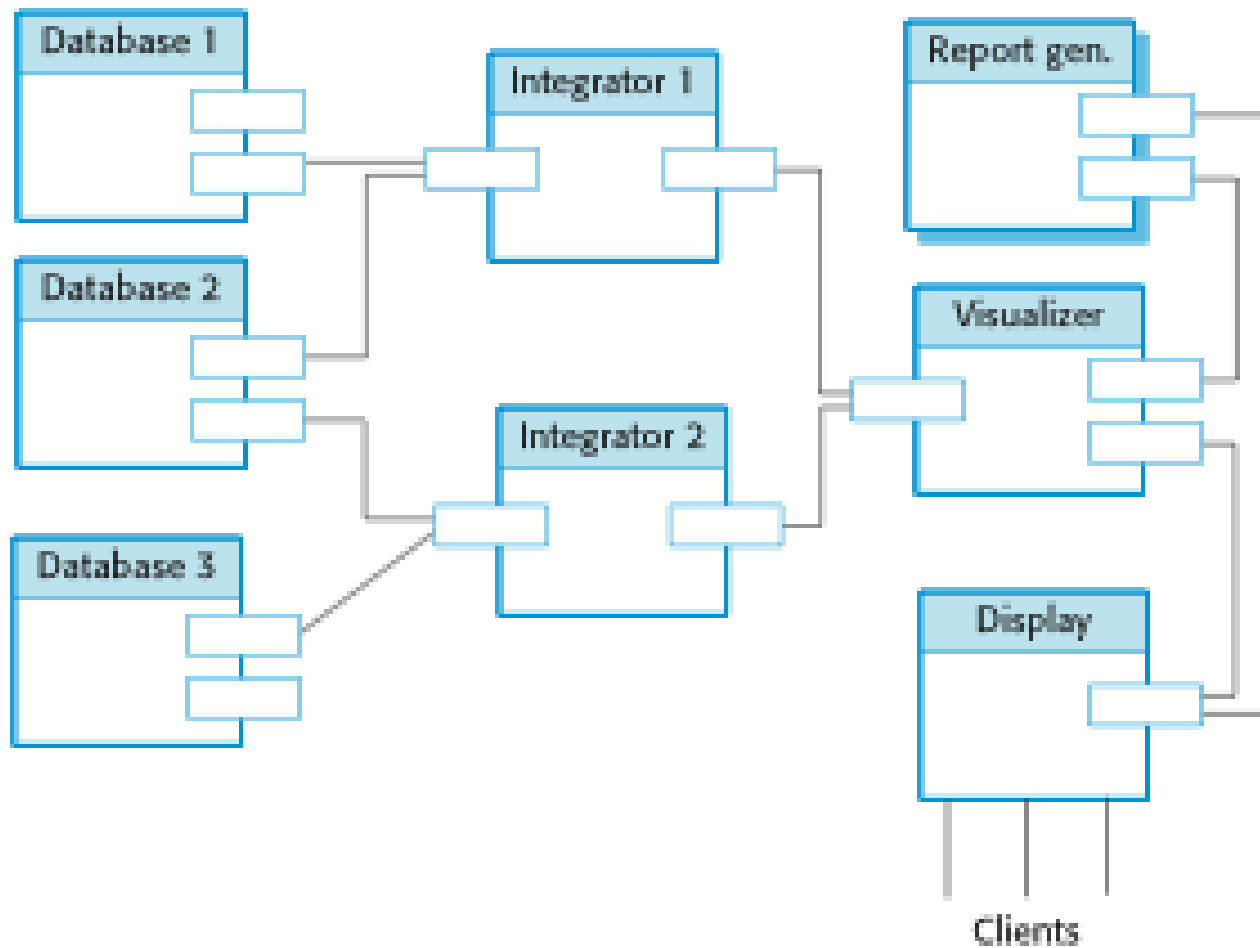 Database 1
Integrator 1
Report gen.
Database 2
Visualizer
Integrator 2
Database 3
Display
Clients